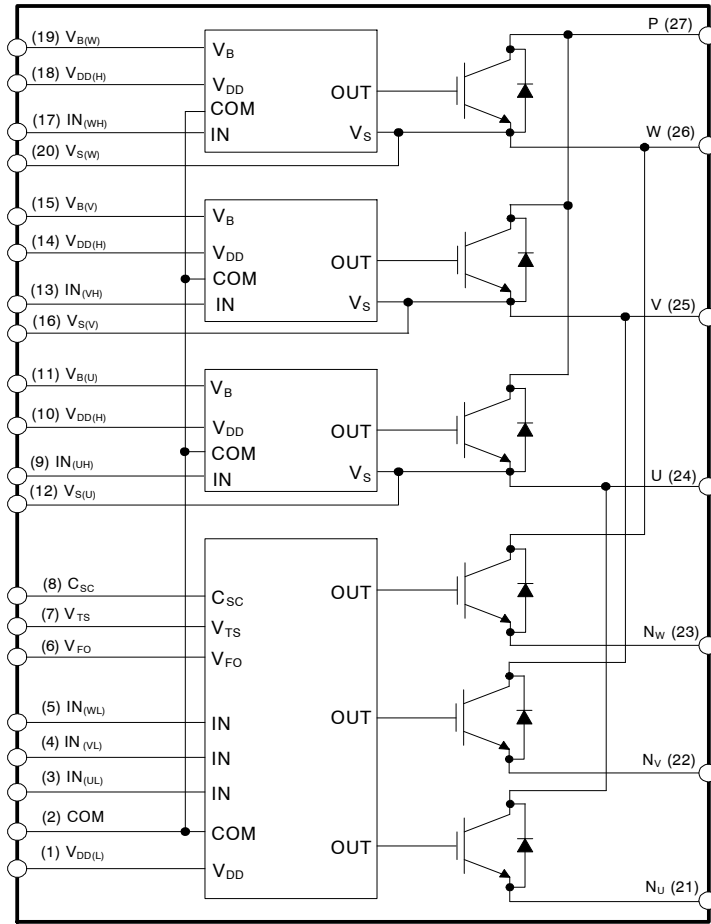 (19) VB(W)
(18) VDD(H)
(17) IN(WH)
(20) VS(W)
VB
VDD
COM
IN
OUT
VS
P (27)
W (26)
(15) VB(V)
(14) VDD(H)
(13) IN(VH)
(16) VS(V)
VB
VDD
COM
IN
OUT
VS
V (25)
(11) VB(U)
(10) VDD(H)
(9) IN(UH)
(12) VS(U)
VB
VDD
COM
IN
OUT
VS
U (24)
(8) CSC
(7) VTS
(6) VFO
(5) IN(WL)
(4) IN(VL)
(3) IN(UL)
(2) COM
(1) VDD(L)
CSC
VTS
VFO
IN
IN
IN
COM
VDD
OUT
OUT
OUT
NW (23)
NV (22)
NU (21)